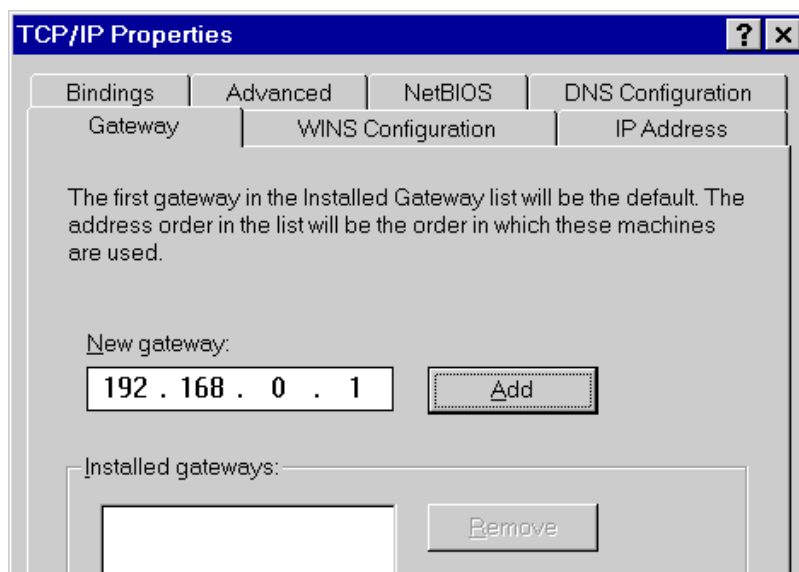 TCP/IP Properties ? ×
Bindings Advanced NetBIOS DNS Configuration
Gateway WINS Configuration IP Address
The first gateway in the Installed Gateway list will be the default. The
address order in the list will be the order in which these machines
are used.
New gateway:
192 . 168 . 0 . 1 Add
Installed gateways:
Remove